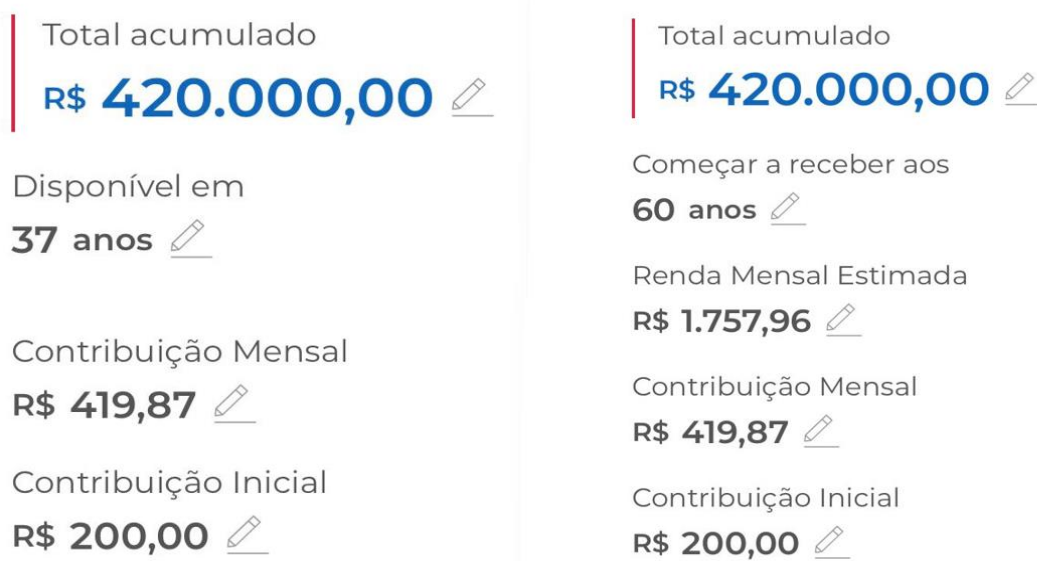 Total acumulado
R$ 420.000,00
Disponível em
37 anos
Contribuição Mensal
R$ 419,87
Contribuição Inicial
R$ 200,00
Total acumulado
R$ 420.000,00
Começar a receber aos
60 anos
Renda Mensal Estimada
R$ 1.757,96
Contribuição Mensal
R$ 419,87
Contribuição Inicial
R$ 200,00